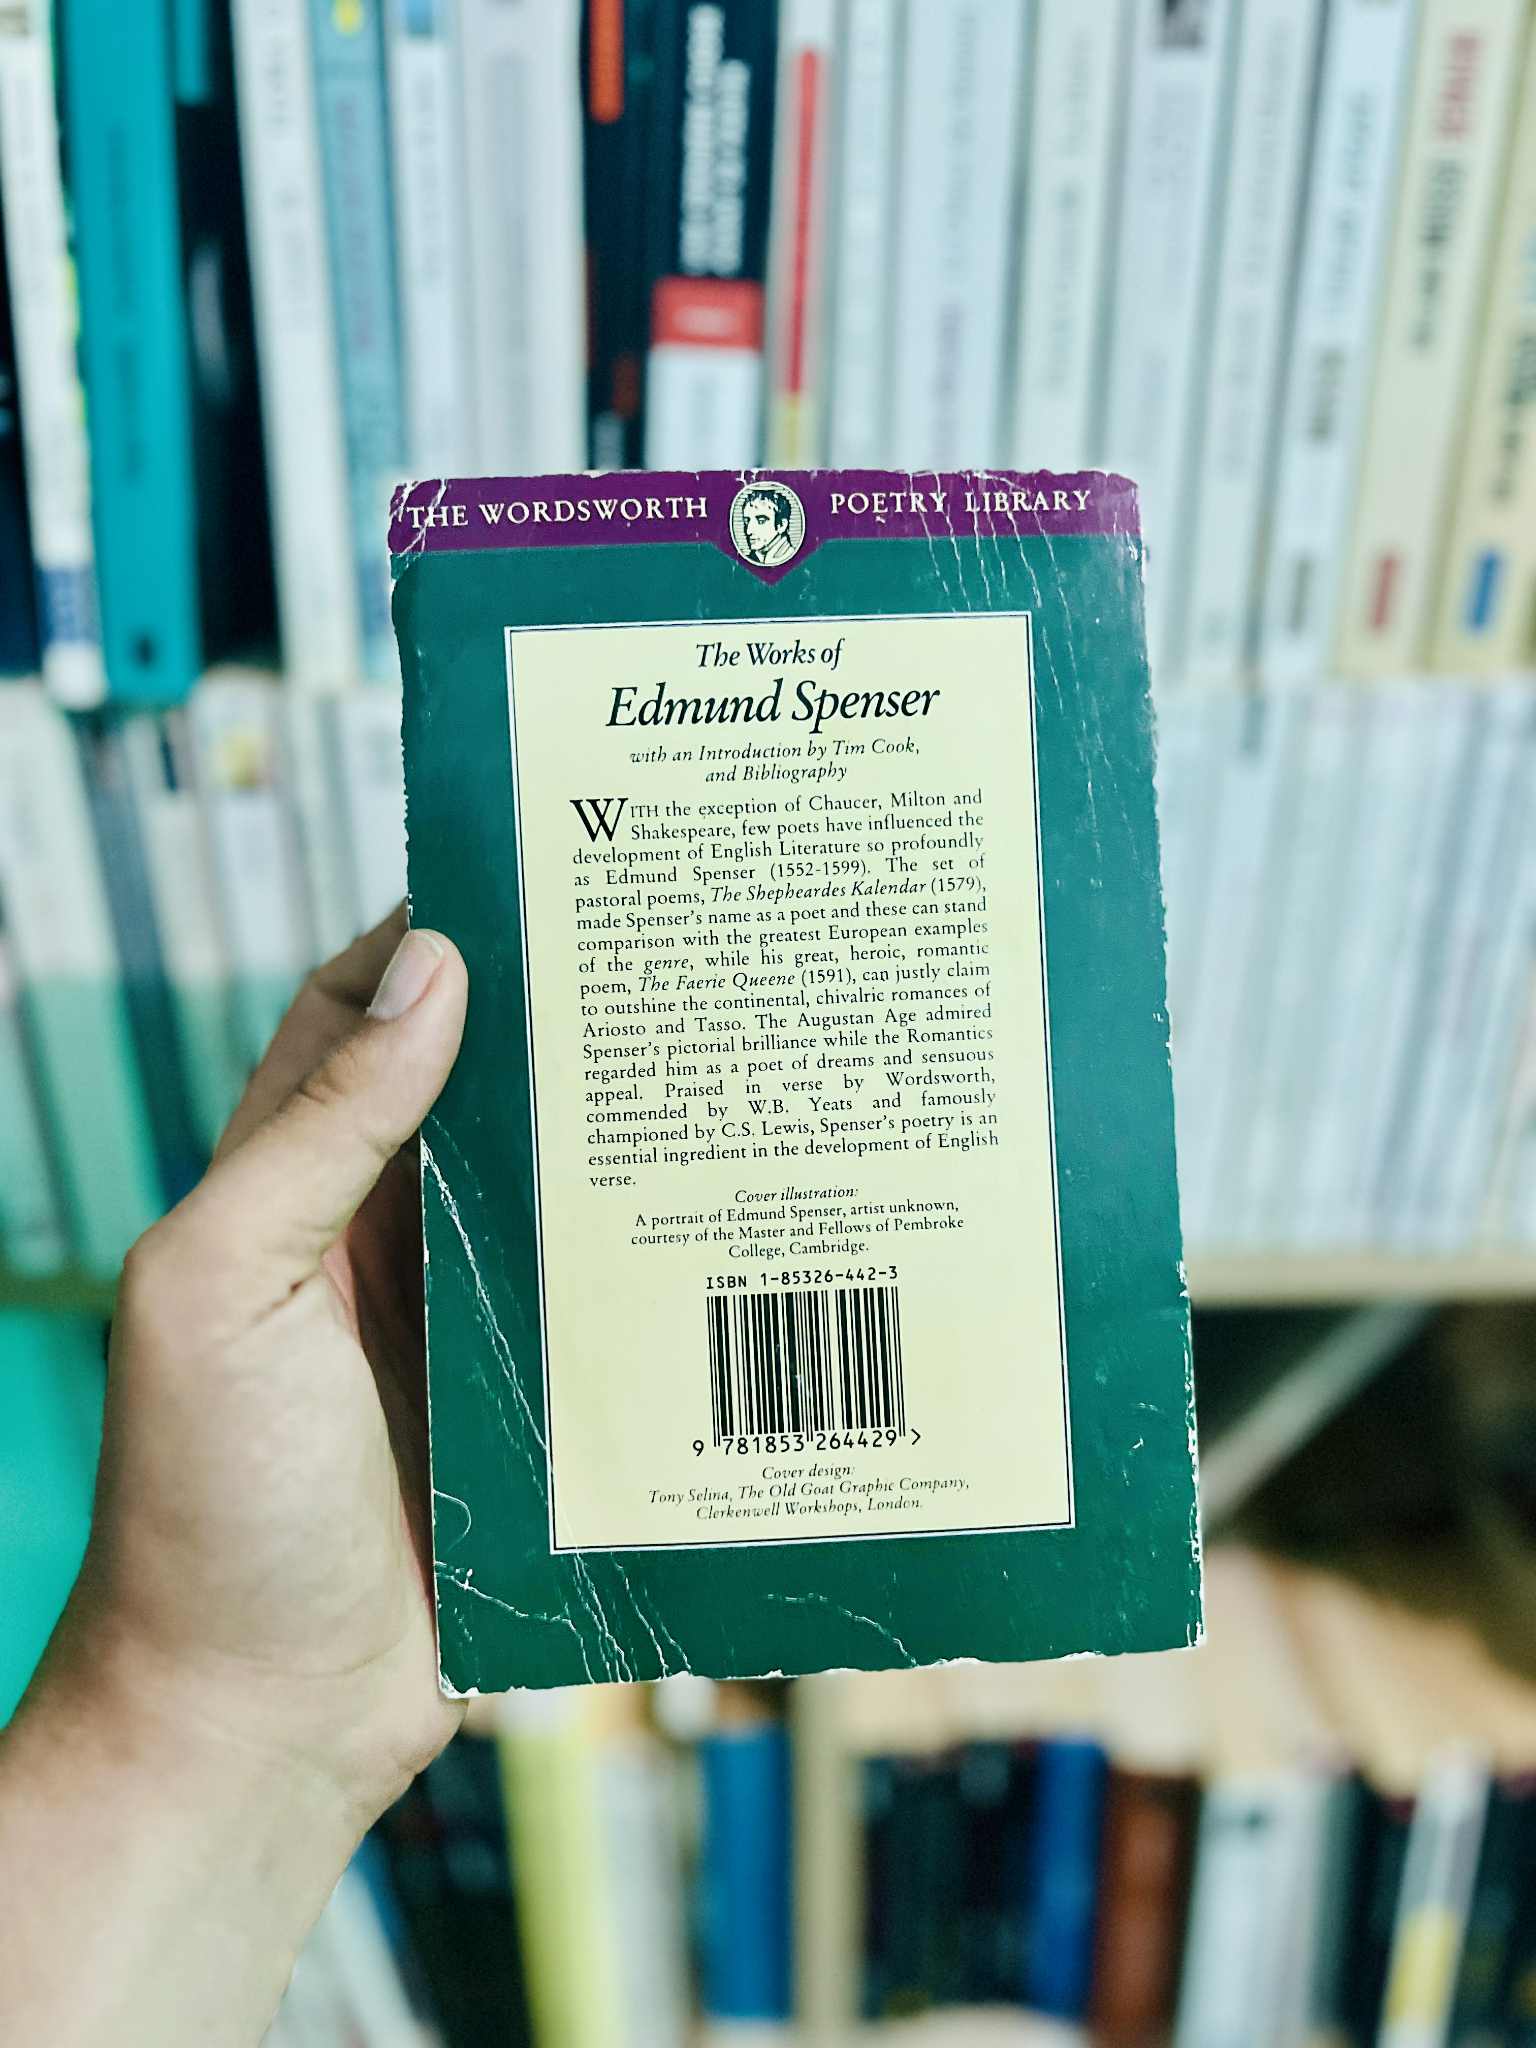 THE WORDSWORTH POETRY LIBRARY
The Works of
Edmund Spenser
with an Introduction by Tim Cook,
and Bibliography
WITH the exception of Chaucer, Milton and
Shakespeare, few poets have influenced the
development of English Literature so profoundly
as Edmund Spenser (1552-1599). The set of
pastoral poems, The Shepheardes Kalendar (1579),
made Spenser's name as a poet and these can stand
comparison with the greatest European examples
of the genre, while his great, heroic, romantic
poem, The Faerie Queene (1591), can justly claim
to outshine the continental, chivalric romances of
Ariosto and Tasso. The Augustan Age admired
Spenser's pictorial brilliance while the Romantics
regarded him as a poet of dreams and sensuous
appeal. Praised in verse by Wordsworth,
commended by W.B. Yeats and famously
championed by C.S. Lewis, Spenser's poetry is an
essential ingredient in the development of English
verse.
Cover illustration:
A portrait of Edmund Spenser, artist unknown,
courtesy of the Master and Fellows of Pembroke
College, Cambridge.
ISBN 1-85326-442-3
9 781853 264429 >
Cover design:
Tony Selina, The Old Goat Graphic Company,
Clerkenwell Workshops, London.